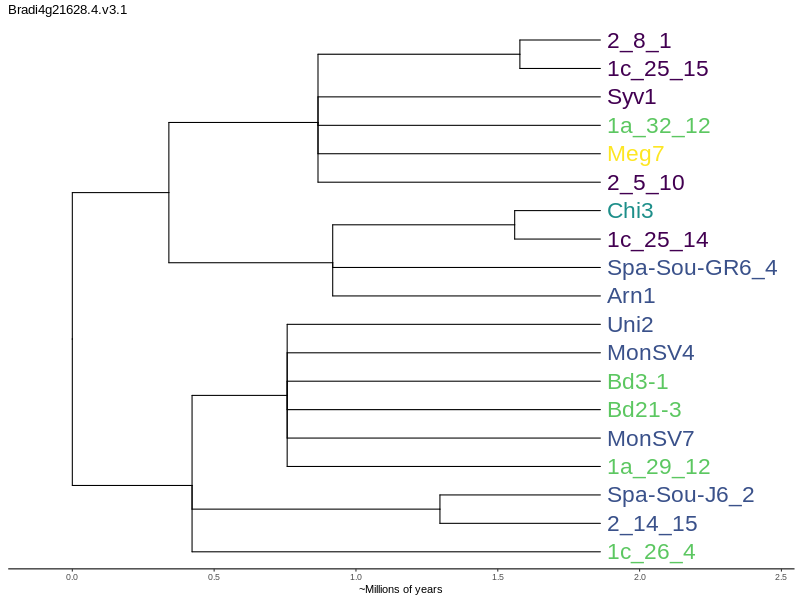 Bradi4g21628.4.v3.1
2_8_1
1c_25_15
Syv1
1a_32_12
Meg7
2_5_10
Chi3
1c_25_14
Spa-Sou-GR6_4
Arn1
Uni2
MonSV4
Bd3-1
Bd21-3
MonSV7
1a_29_12
Spa-Sou-J6_2
2_14_15
1c_26_4
0.0 0.5 1.0 1.5 2.0 2.5
~Millions of years